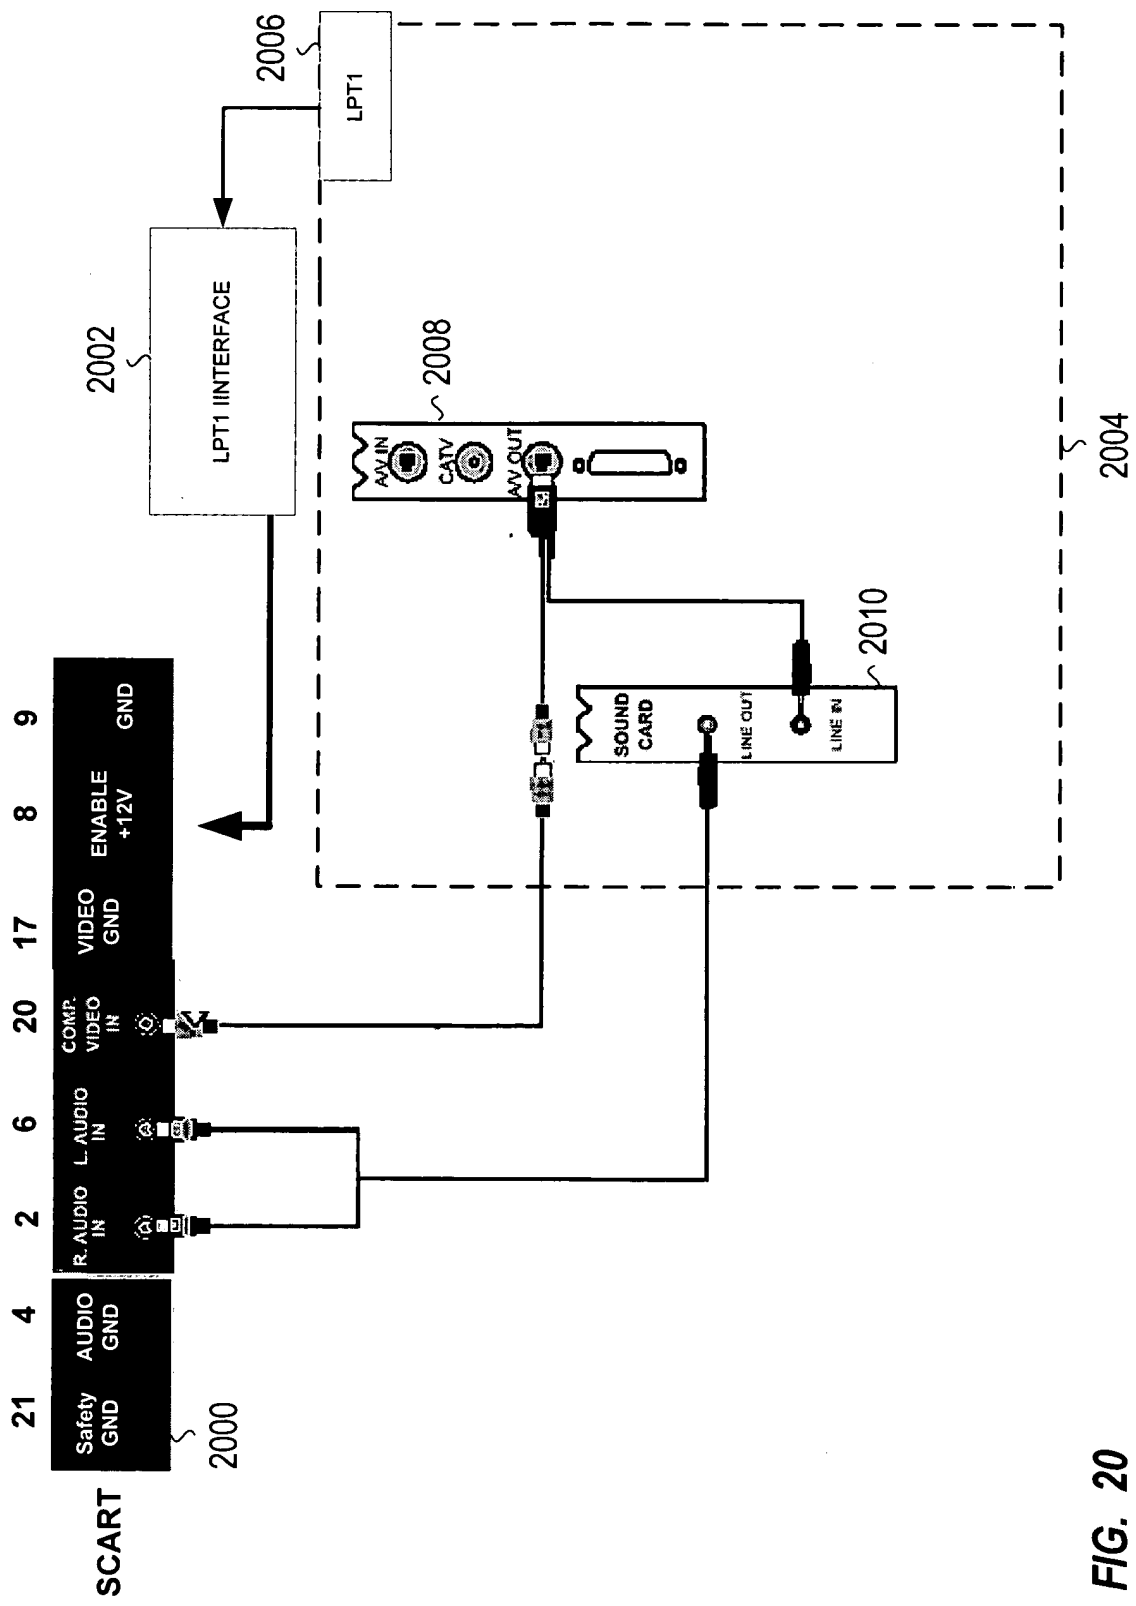 SCART
21
4
2
6
20
17
8
9
Safety
GND
AUDIO
GND
R. AUDIO
IN
L. AUDIO
IN
COMP.
VIDEO
IN
VIDEO
GND
ENABLE
+12V
GND
2000
2002
LPT1 IINTERFACE
2006
LPT1
A/V IN
CATV
A/V OUT
2008
SOUND
CARD
LINE OUT
LINE IN
2010
2004
FIG. 20